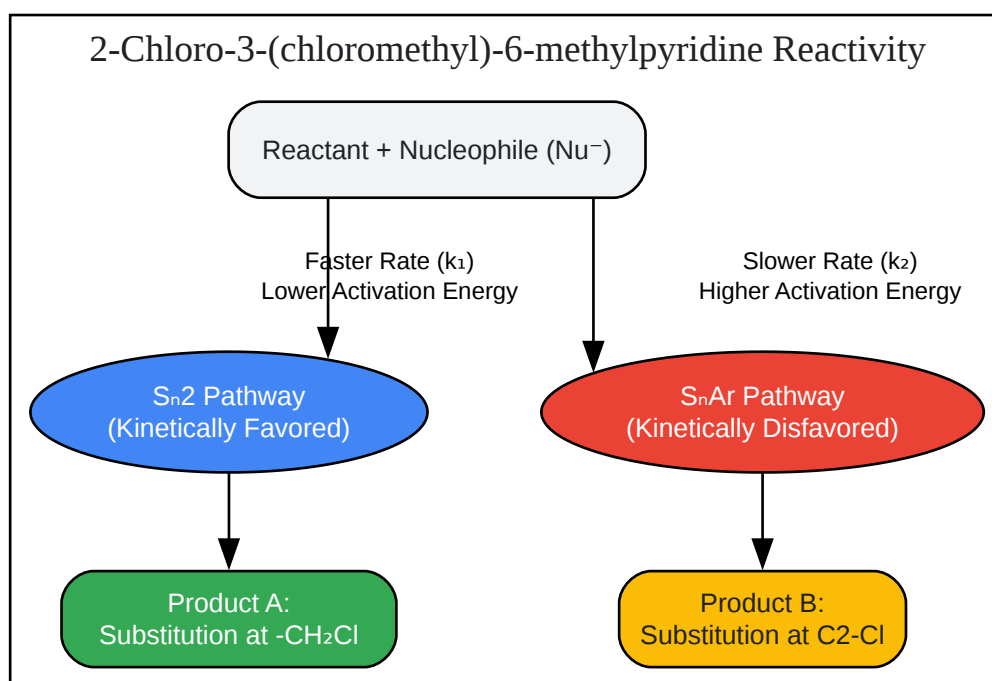 2-Chloro-3-(chloromethyl)-6-methylpyridine Reactivity
Reactant + Nucleophile (Nu⁻)
Faster Rate (k₁)
Lower Activation Energy
Slower Rate (k₂)
Higher Activation Energy
Sₙ2 Pathway
(Kinetically Favored)
SₙAr Pathway
(Kinetically Disfavored)
Product A:
Substitution at -CH₂Cl
Product B:
Substitution at C2-Cl